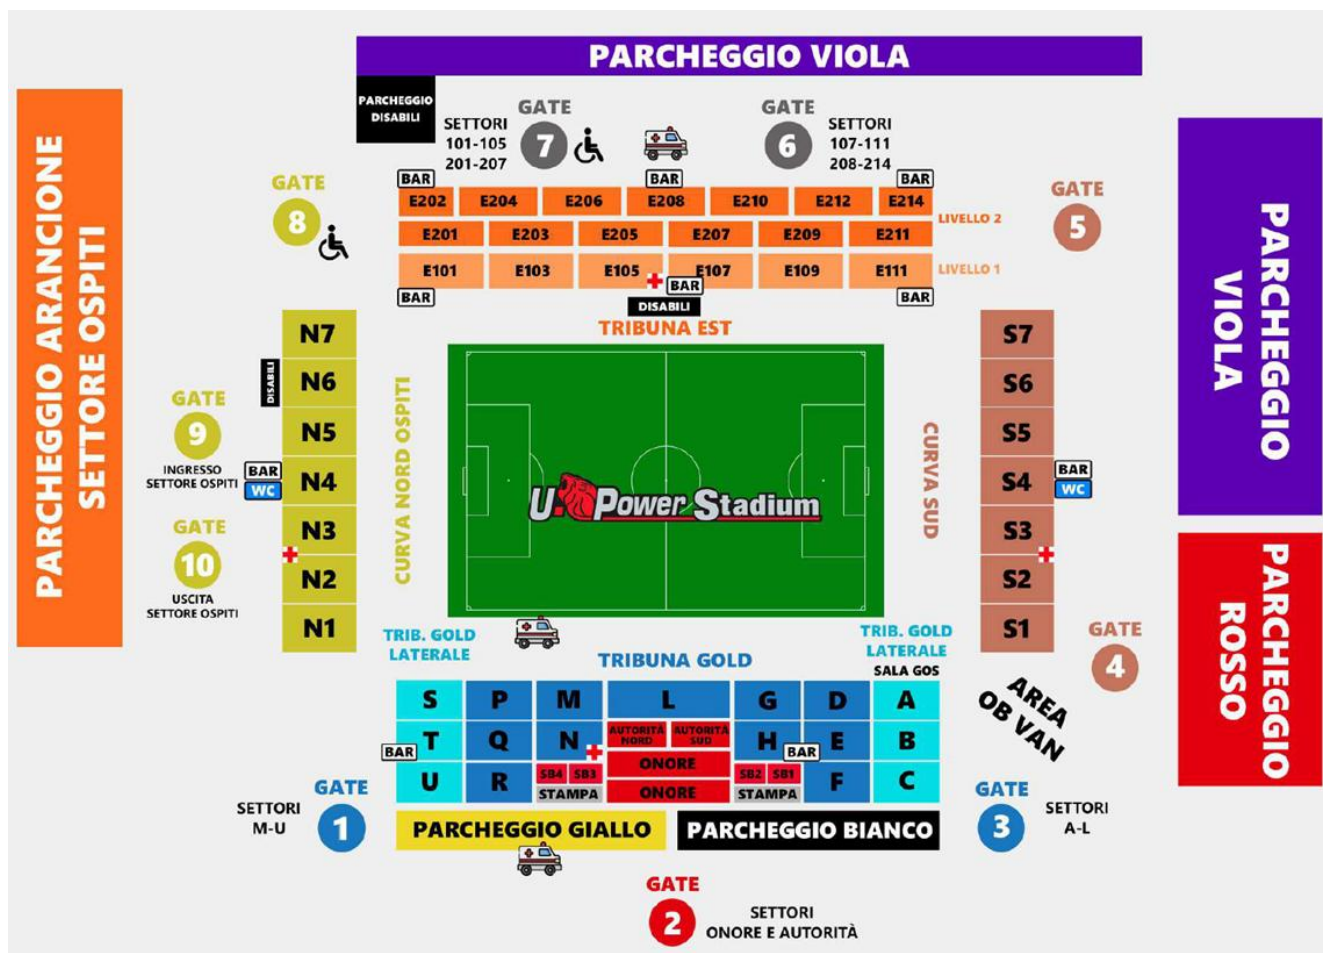 PARCHEGGIO VIOLA
PARCHEGGIO
DISABILI
SETTORI
101-105
201-207
GATE
7
GATE
6
SETTORI
107-111
208-214
PARCHEGGIO ARANCIONE
SETTORE OSPITI
GATE
8
GATE
5
PARCHEGGIO
VIOLA
BAR
BAR
BAR
E202
E204
E206
E208
E210
E212
E214
LIVELLO 2
E201
E203
E205
E207
E209
E211
E101
E103
E105
E107
E109
E111
LIVELLO 1
BAR
BAR
BAR
DISABILI
TRIBUNA EST
N7
N6
N5
N4
N3
N2
N1
DISABILI
GATE
9
INGRESSO
SETTORE OSPITI
BAR
WC
GATE
10
USCITA
SETTORE OSPITI
CURVA NORD OSPITI
U.Power Stadium
CURVA SUD
S7
S6
S5
S4
S3
S2
S1
BAR
WC
PARCHEGGIO
ROSSO
GATE
4
AREA
OB VAN
TRIB. GOLD
LATERALE
TRIBUNA GOLD
TRIB. GOLD
LATERALE
SALA GOS
S
P
M
L
G
D
A
T
Q
N
AUTORITÀ
NORD
AUTORITÀ
SUD
H
E
B
BAR
BAR
ONORE
U
R
SB4
SB3
SB2
SB1
F
C
STAMPA
ONORE
STAMPA
GATE
1
SETTORI
M-U
PARCHEGGIO GIALLO
PARCHEGGIO BIANCO
GATE
3
SETTORI
A-L
GATE
2
SETTORI
ONORE E AUTORITÀ